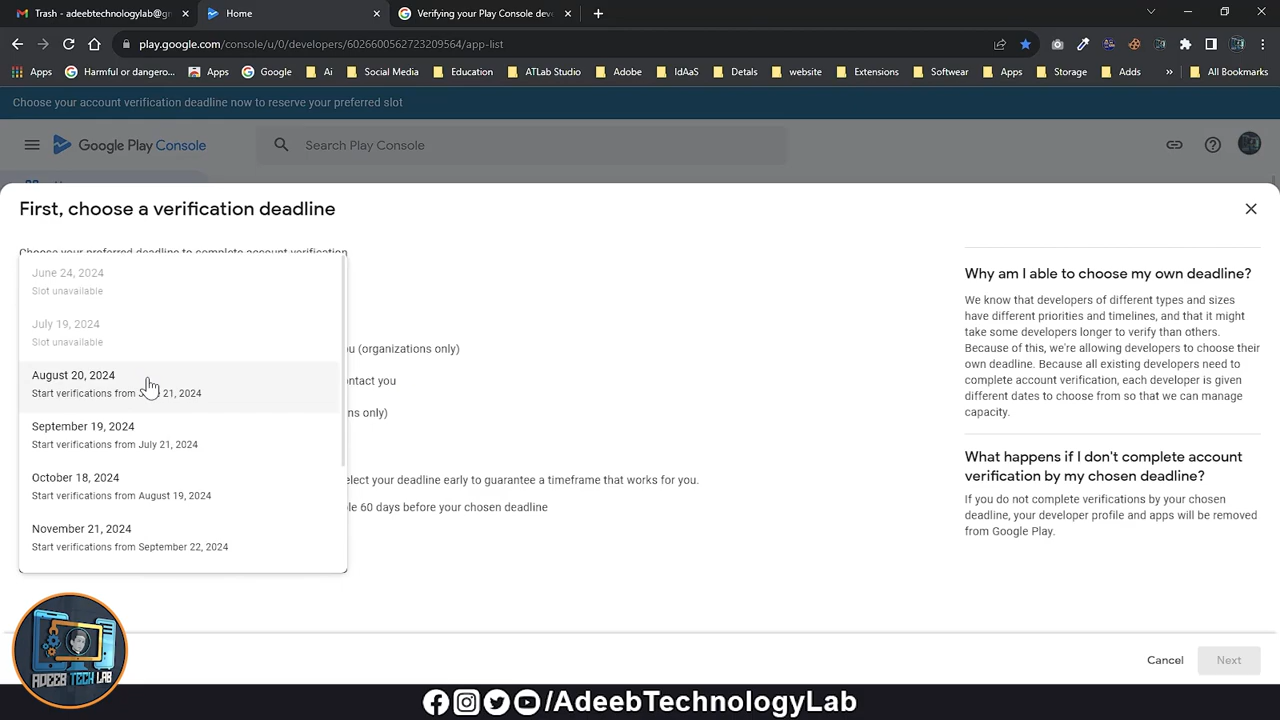 Trash - adeebtechnologylab@gm
Home
Verifying your Play Console deve
play.google.com/console/u/0/developers/6026600562723209564/app-list
Apps
Harmful or dangero...
Apps
Google
Ai
Social Media
Education
ATLab Studio
Adobe
IdAaS
Detals
website
Extensions
Softwear
Apps
Storage
Adds
»
All Bookmarks
Choose your account verification deadline now to reserve your preferred slot
Google Play Console
Search Play Console
First, choose a verification deadline
Choose your preferred deadline to complete account verification
June 24, 2024
Slot unavailable
July 19, 2024
Slot unavailable
August 20, 2024
Start verifications from 21, 2024
September 19, 2024
Start verifications from July 21, 2024
October 18, 2024
Start verifications from August 19, 2024
November 21, 2024
Start verifications from September 22, 2024
(organizations only)
contact you
only)
select your deadline early to guarantee a timeframe that works for you.
60 days before your chosen deadline
Why am I able to choose my own deadline?
We know that developers of different types and sizes
have different priorities and timelines, and that it might
take some developers longer to verify than others.
Because of this, we're allowing developers to choose their
own deadline. Because all existing developers need to
complete account verification, each developer is given
different dates to choose from so that we can manage
capacity.
What happens if I don't complete account
verification by my chosen deadline?
If you do not complete verifications by your chosen
deadline, your developer profile and apps will be removed
from Google Play.
Cancel
Next
ADEEB TECH LAB
/AdeebTechnologyLab